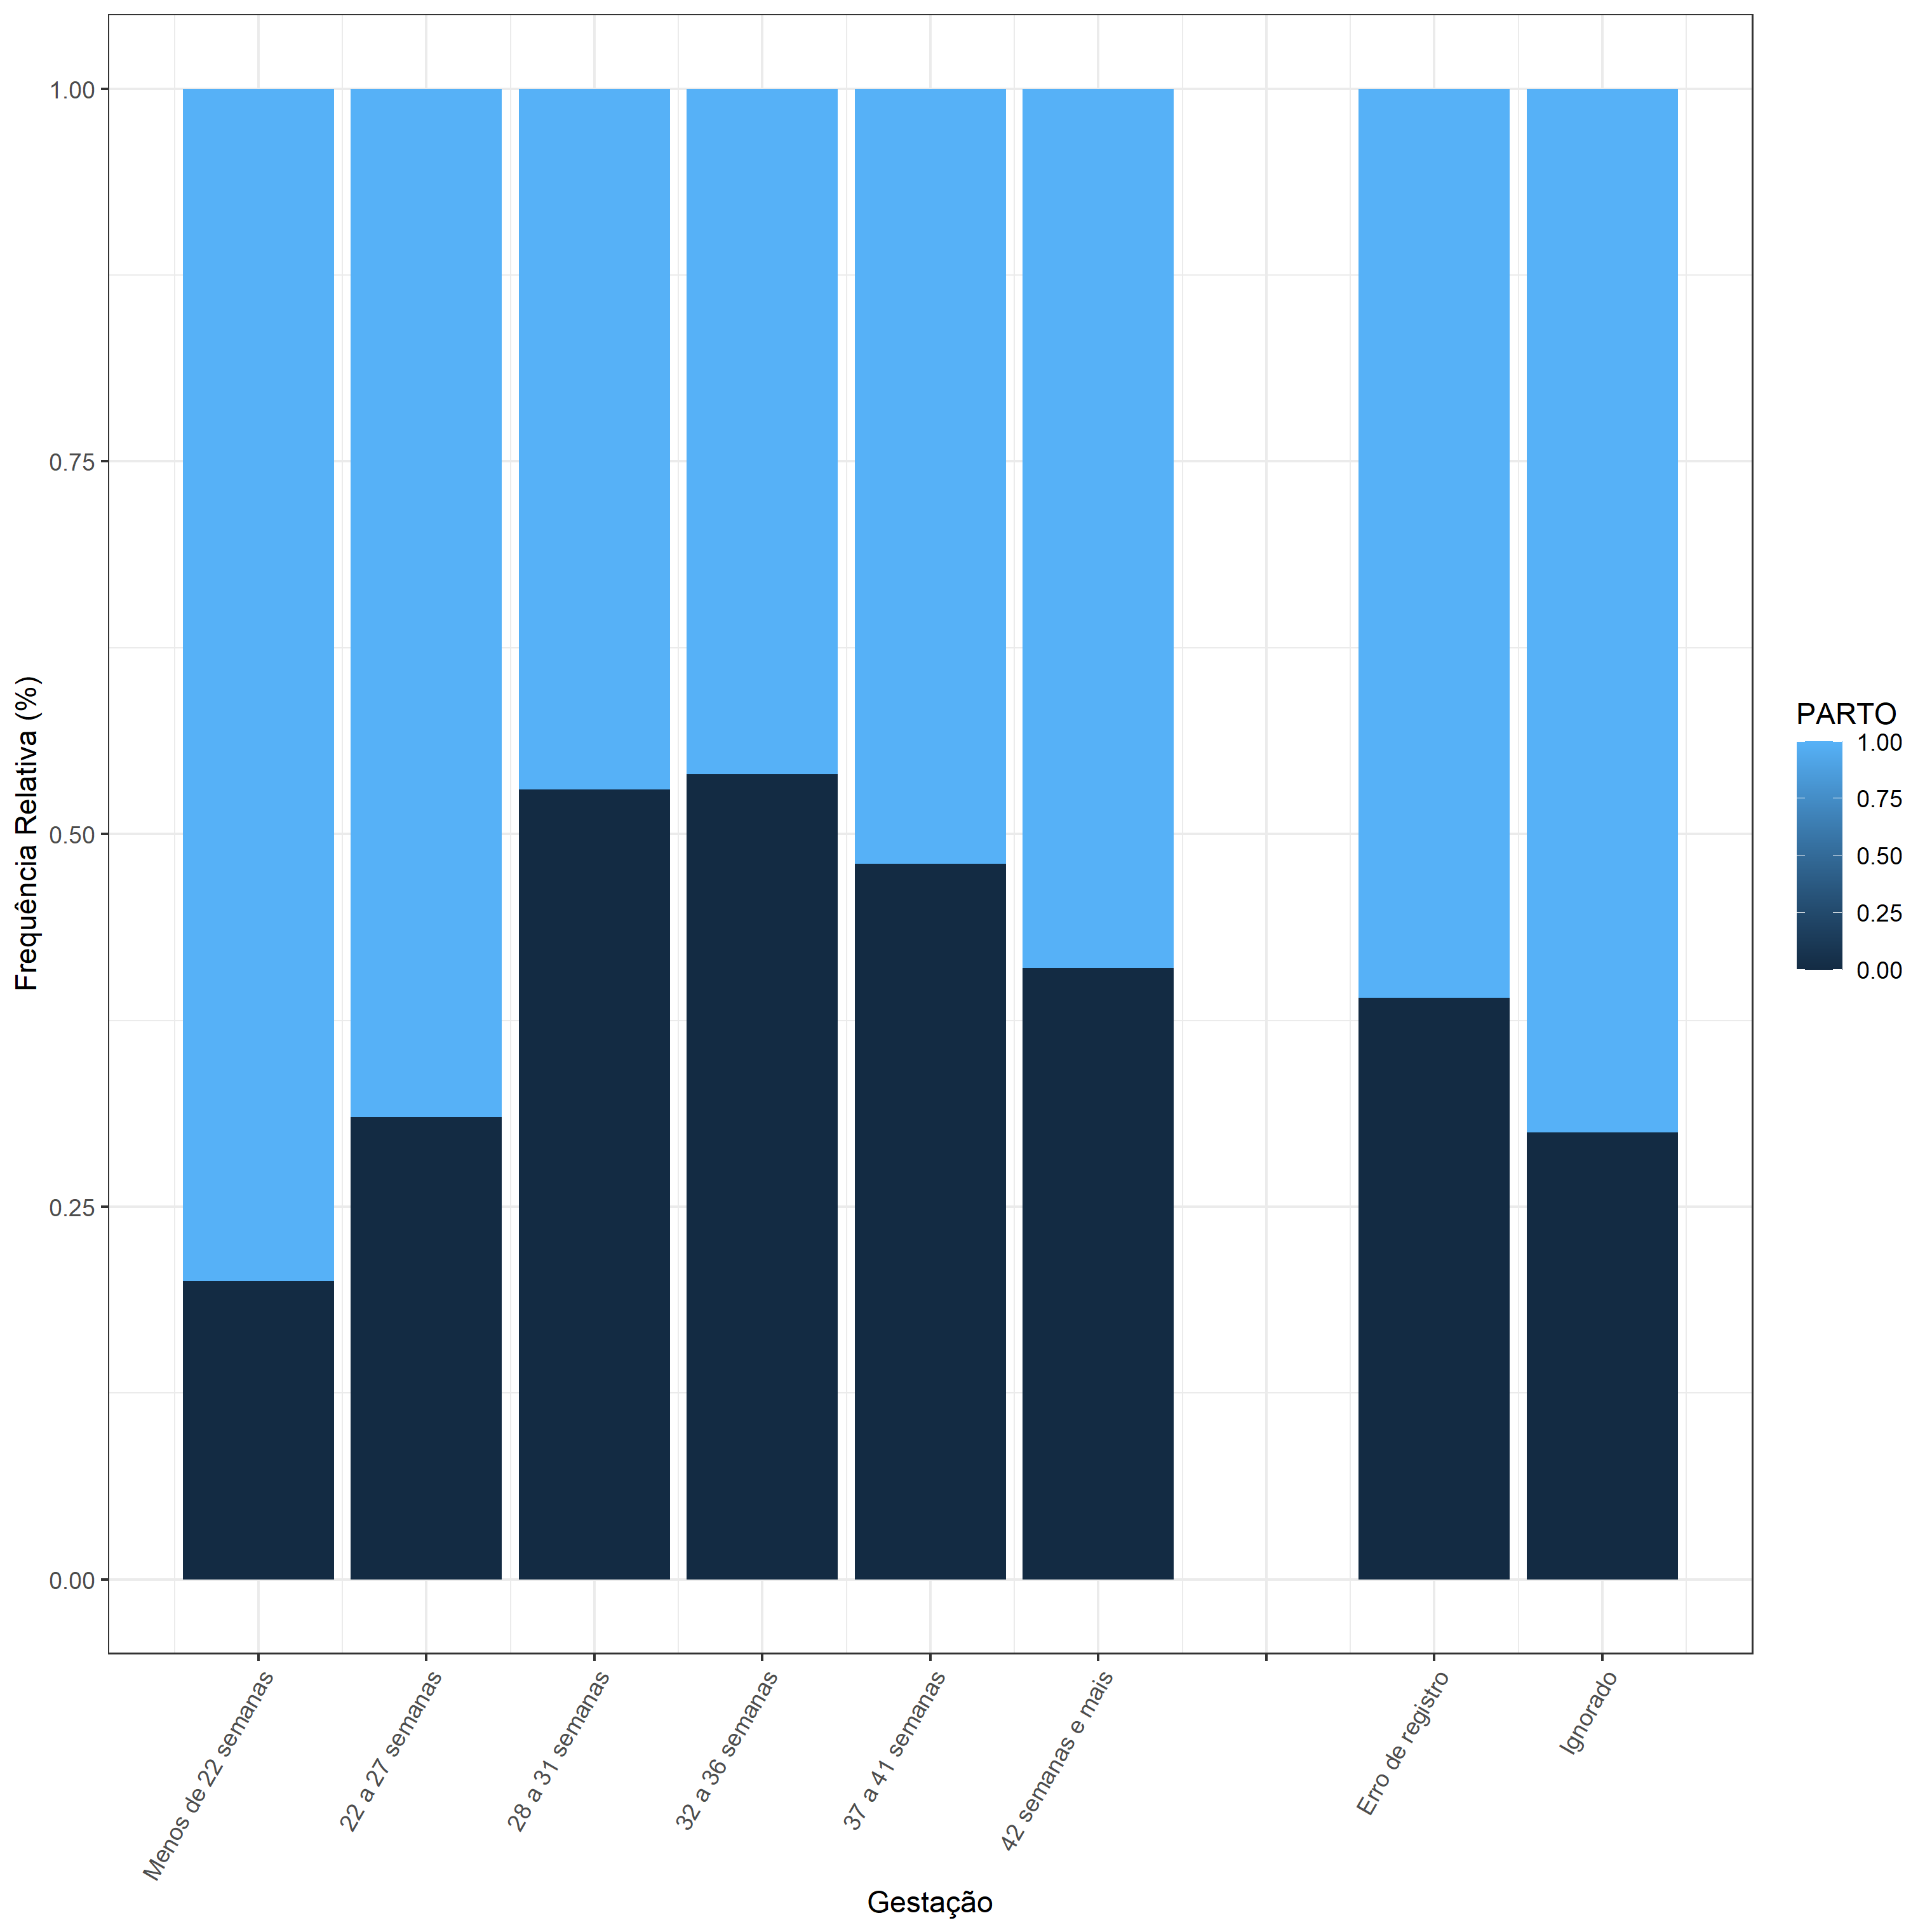 Frequência Relativa (%)
1.00
0.75
0.50
0.25
0.00
Menos de 22 semanas
22 a 27 semanas
28 a 31 semanas
32 a 36 semanas
37 a 41 semanas
42 semanas e mais
Erro de registro
Ignorado
Gestação
PARTO
1.00
0.75
0.50
0.25
0.00